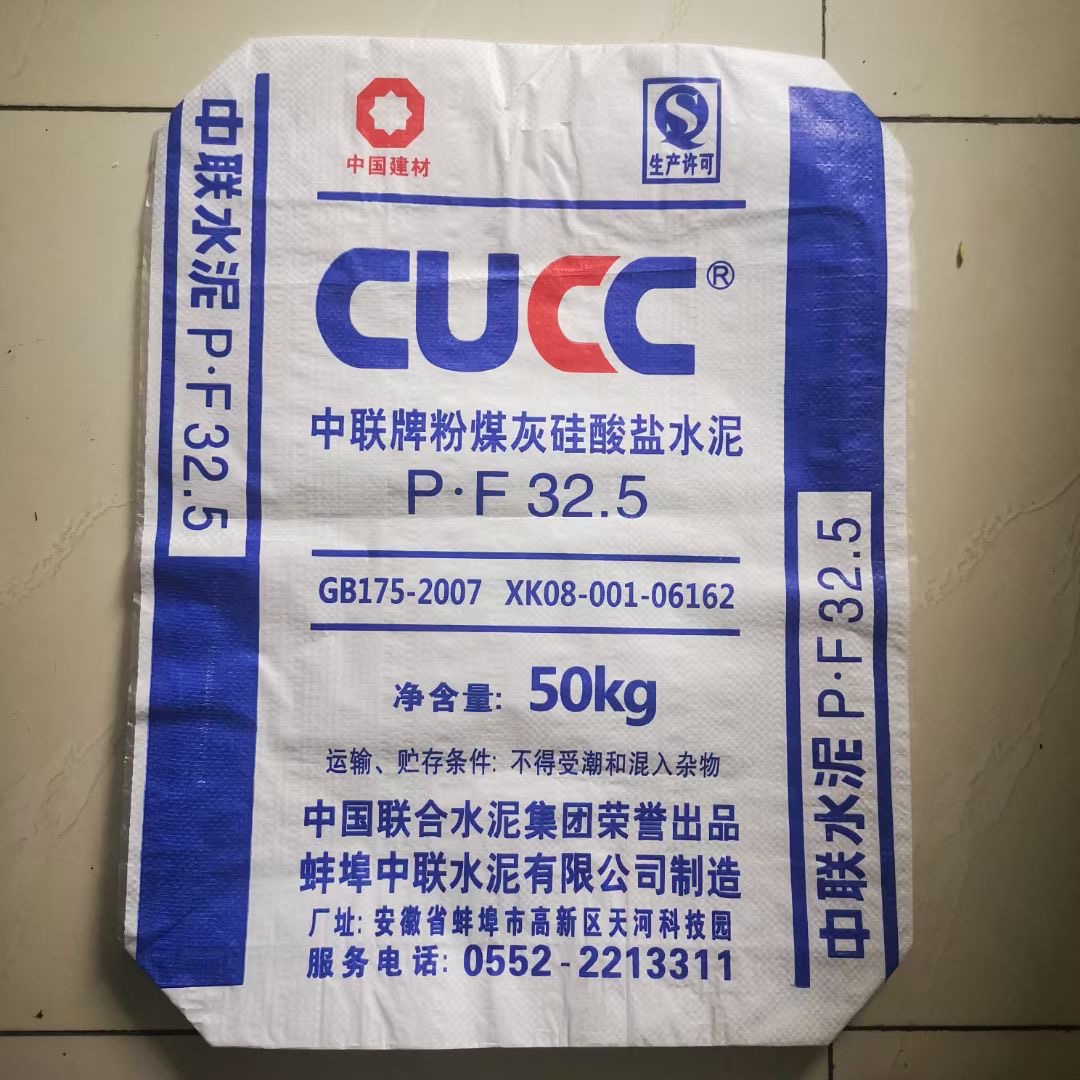 中国建材
S
生产许可
CUCC®
中联牌粉煤灰硅酸盐水泥
P·F 32.5
GB175-2007 XK08-001-06162
净含量: 50kg
运输、贮存条件: 不得受潮和混入杂物
中国联合水泥集团荣誉出品
蚌埠中联水泥有限公司制造
厂址: 安徽省蚌埠市高新区天河科技园
服务电话: 0552-2213311
中联水泥 P·F 32.5
中联水泥 P·F 32.5